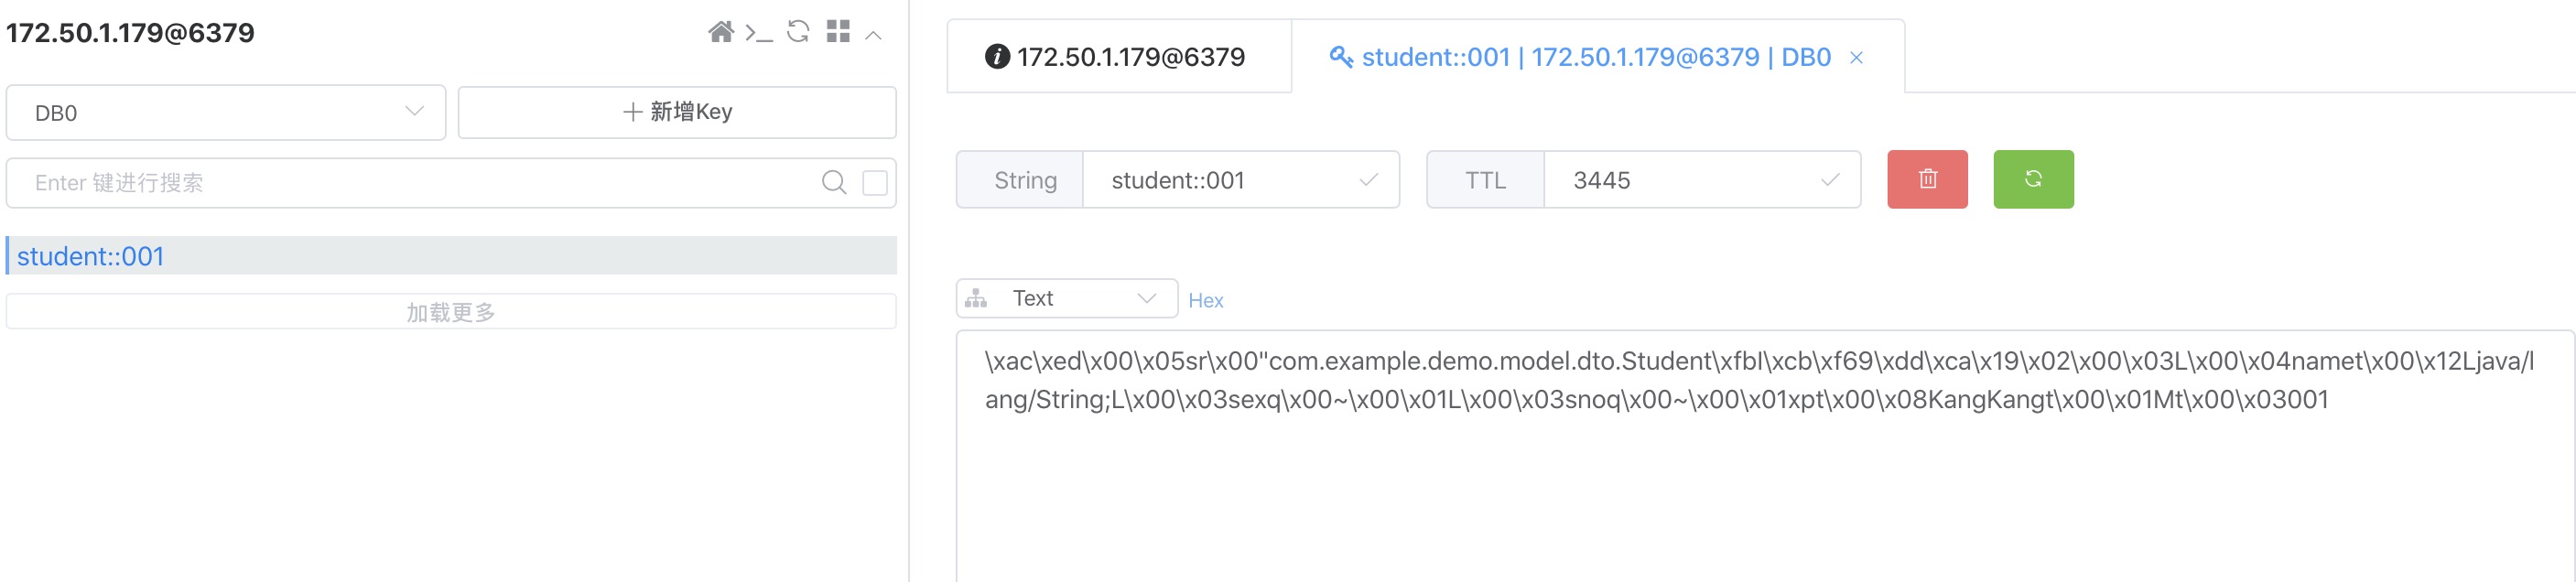 172.50.1.179@6379
DB0
新增Key
Enter 键进行搜索
student::001
加载更多
172.50.1.179@6379
student::001 | 172.50.1.179@6379 | DB0
String student::001 TTL 3445
Text Hex
\xac\xed\x00\x05sr\x00"com.example.demo.model.dto.Student\xfbI\xcb\xf69\xdd\xca\x19\x02\x00\x03L\x00\x04namet\x00\x12Ljava/l
ang/String;L\x00\x03sexq\x00~\x00\x01L\x00\x03snoq\x00~\x00\x01xpt\x00\x08KangKangt\x00\x01Mt\x00\x03001